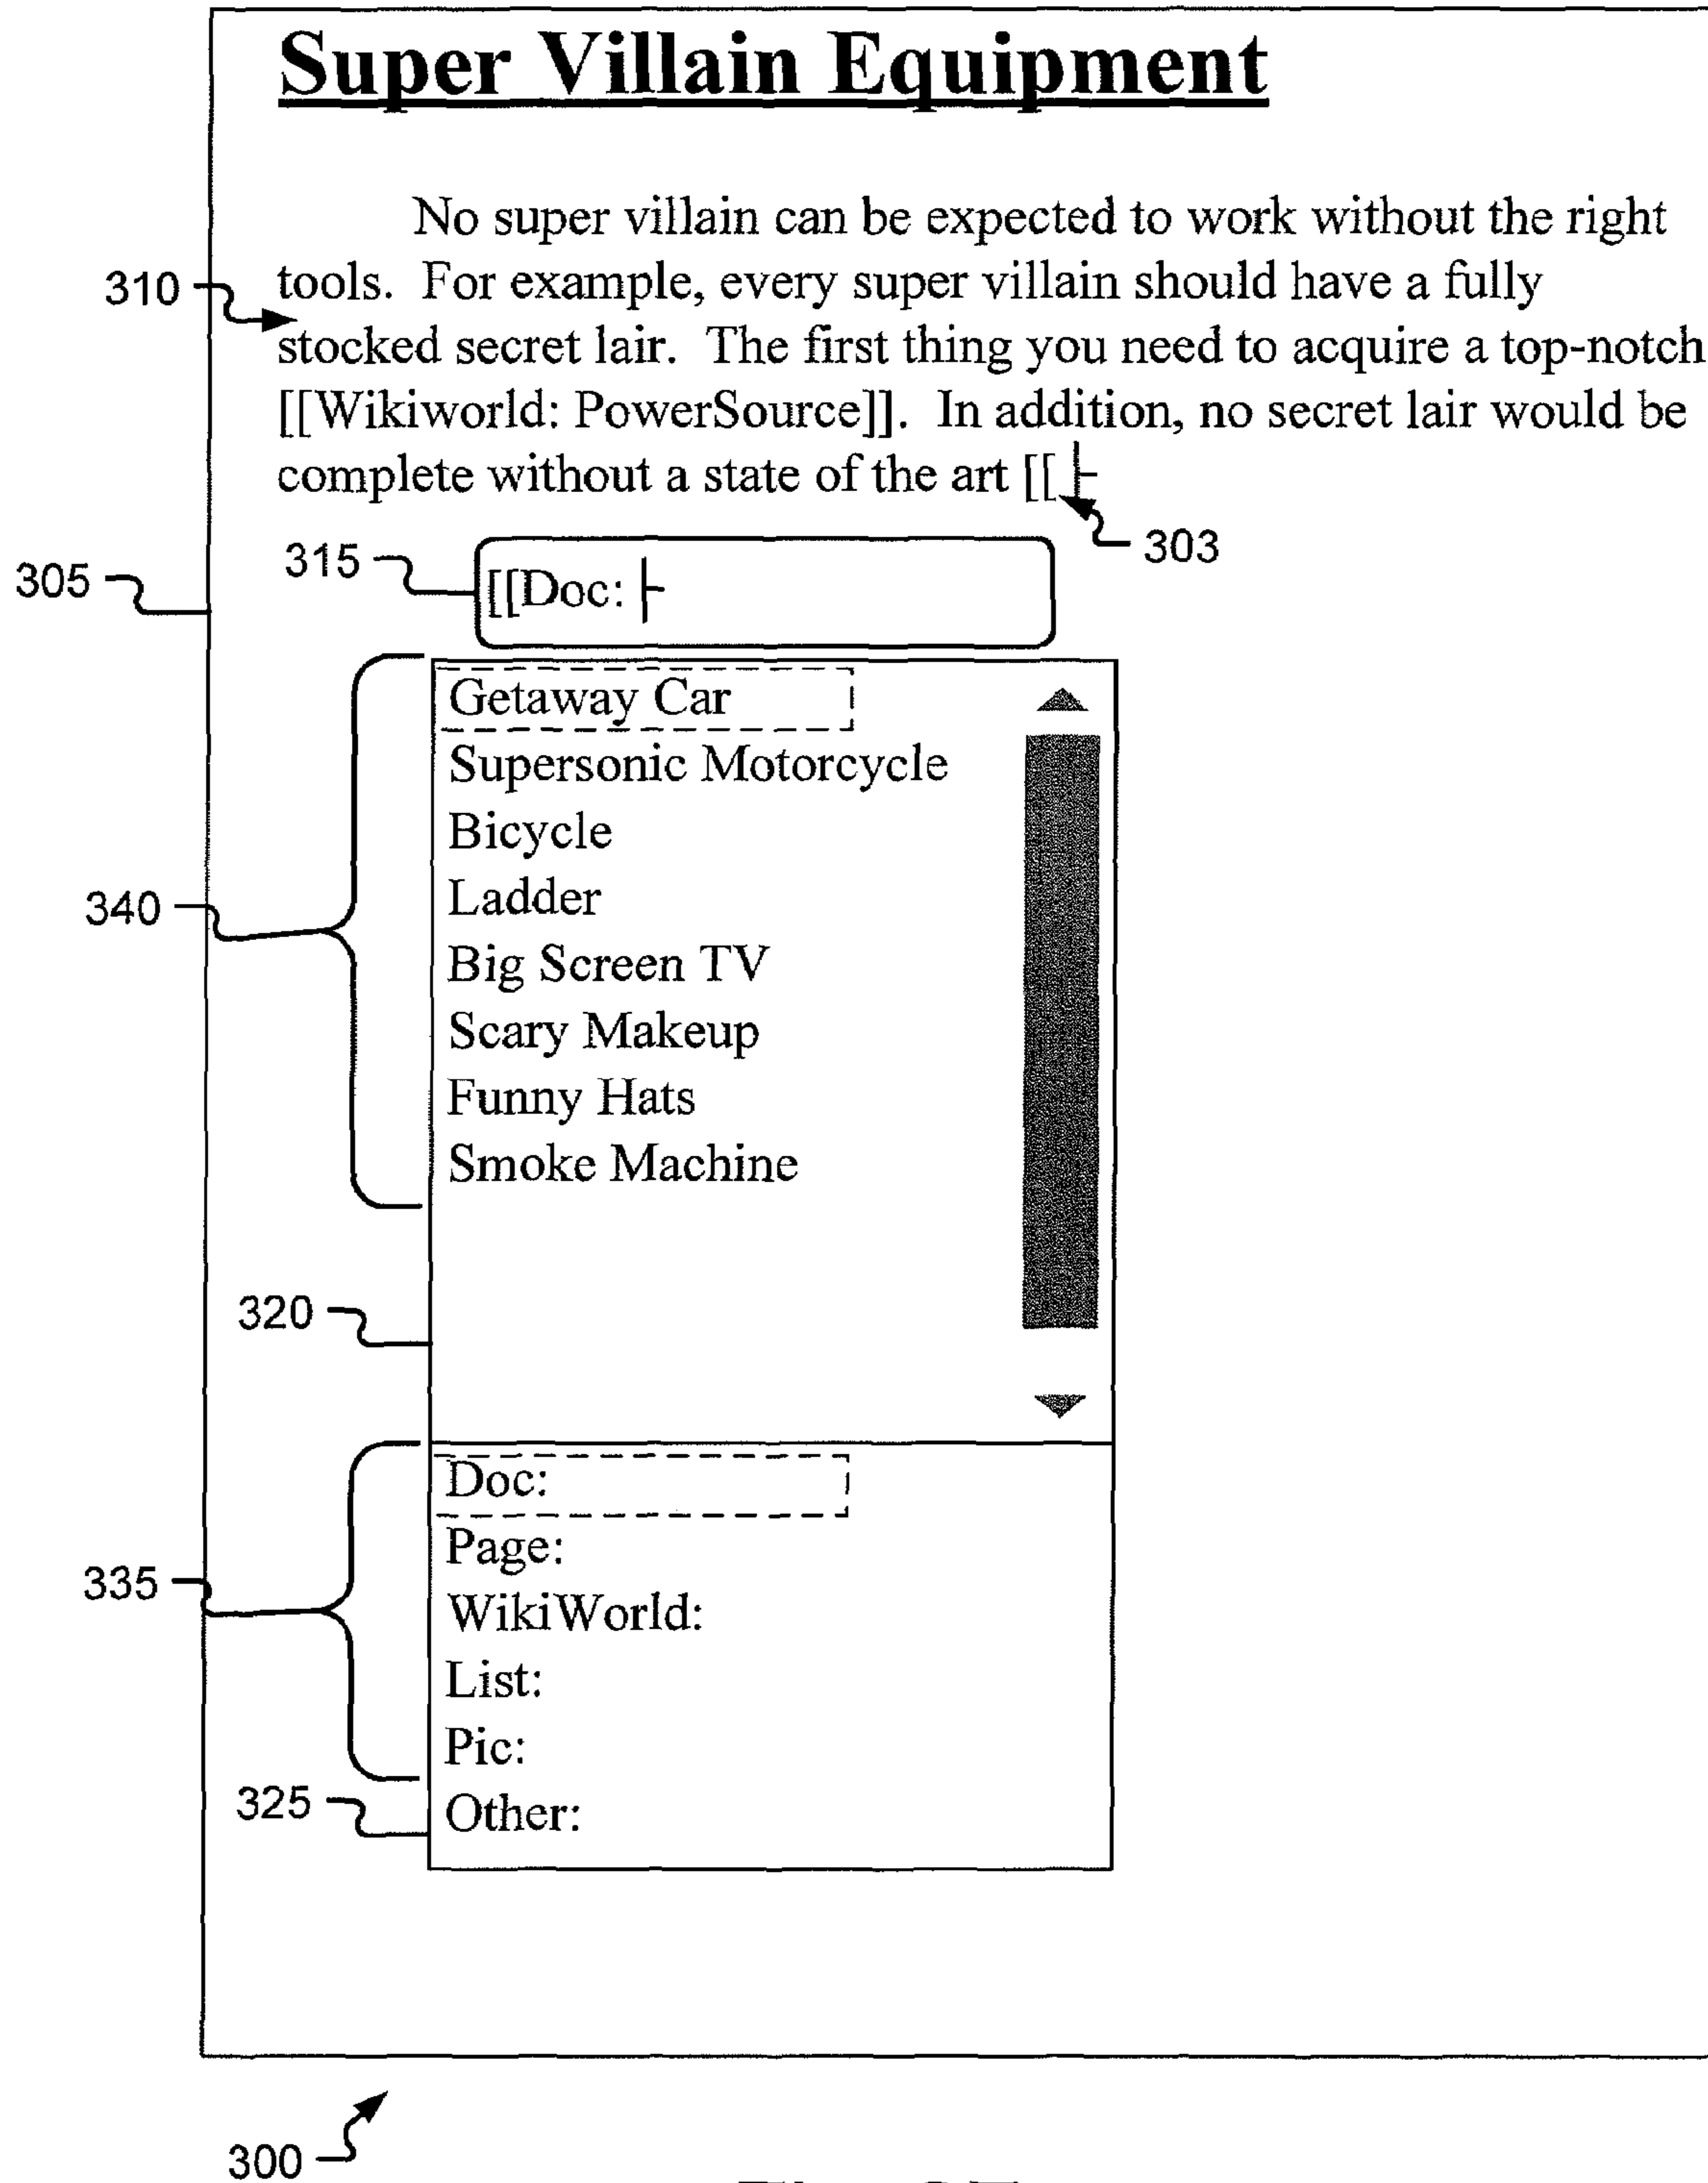 Super Villain Equipment
No super villain can be expected to work without the right
310
tools. For example, every super villain should have a fully
stocked secret lair. The first thing you need to acquire a top-notch
[[Wikiworld: PowerSource]]. In addition, no secret lair would be
complete without a state of the art [[
303
315
305
[[Doc:
Getaway Car
Supersonic Motorcycle
Bicycle
340
Ladder
Big Screen TV
Scary Makeup
Funny Hats
Smoke Machine
320
Doc:
Page:
335
WikiWorld:
List:
Pic:
325
Other:
300